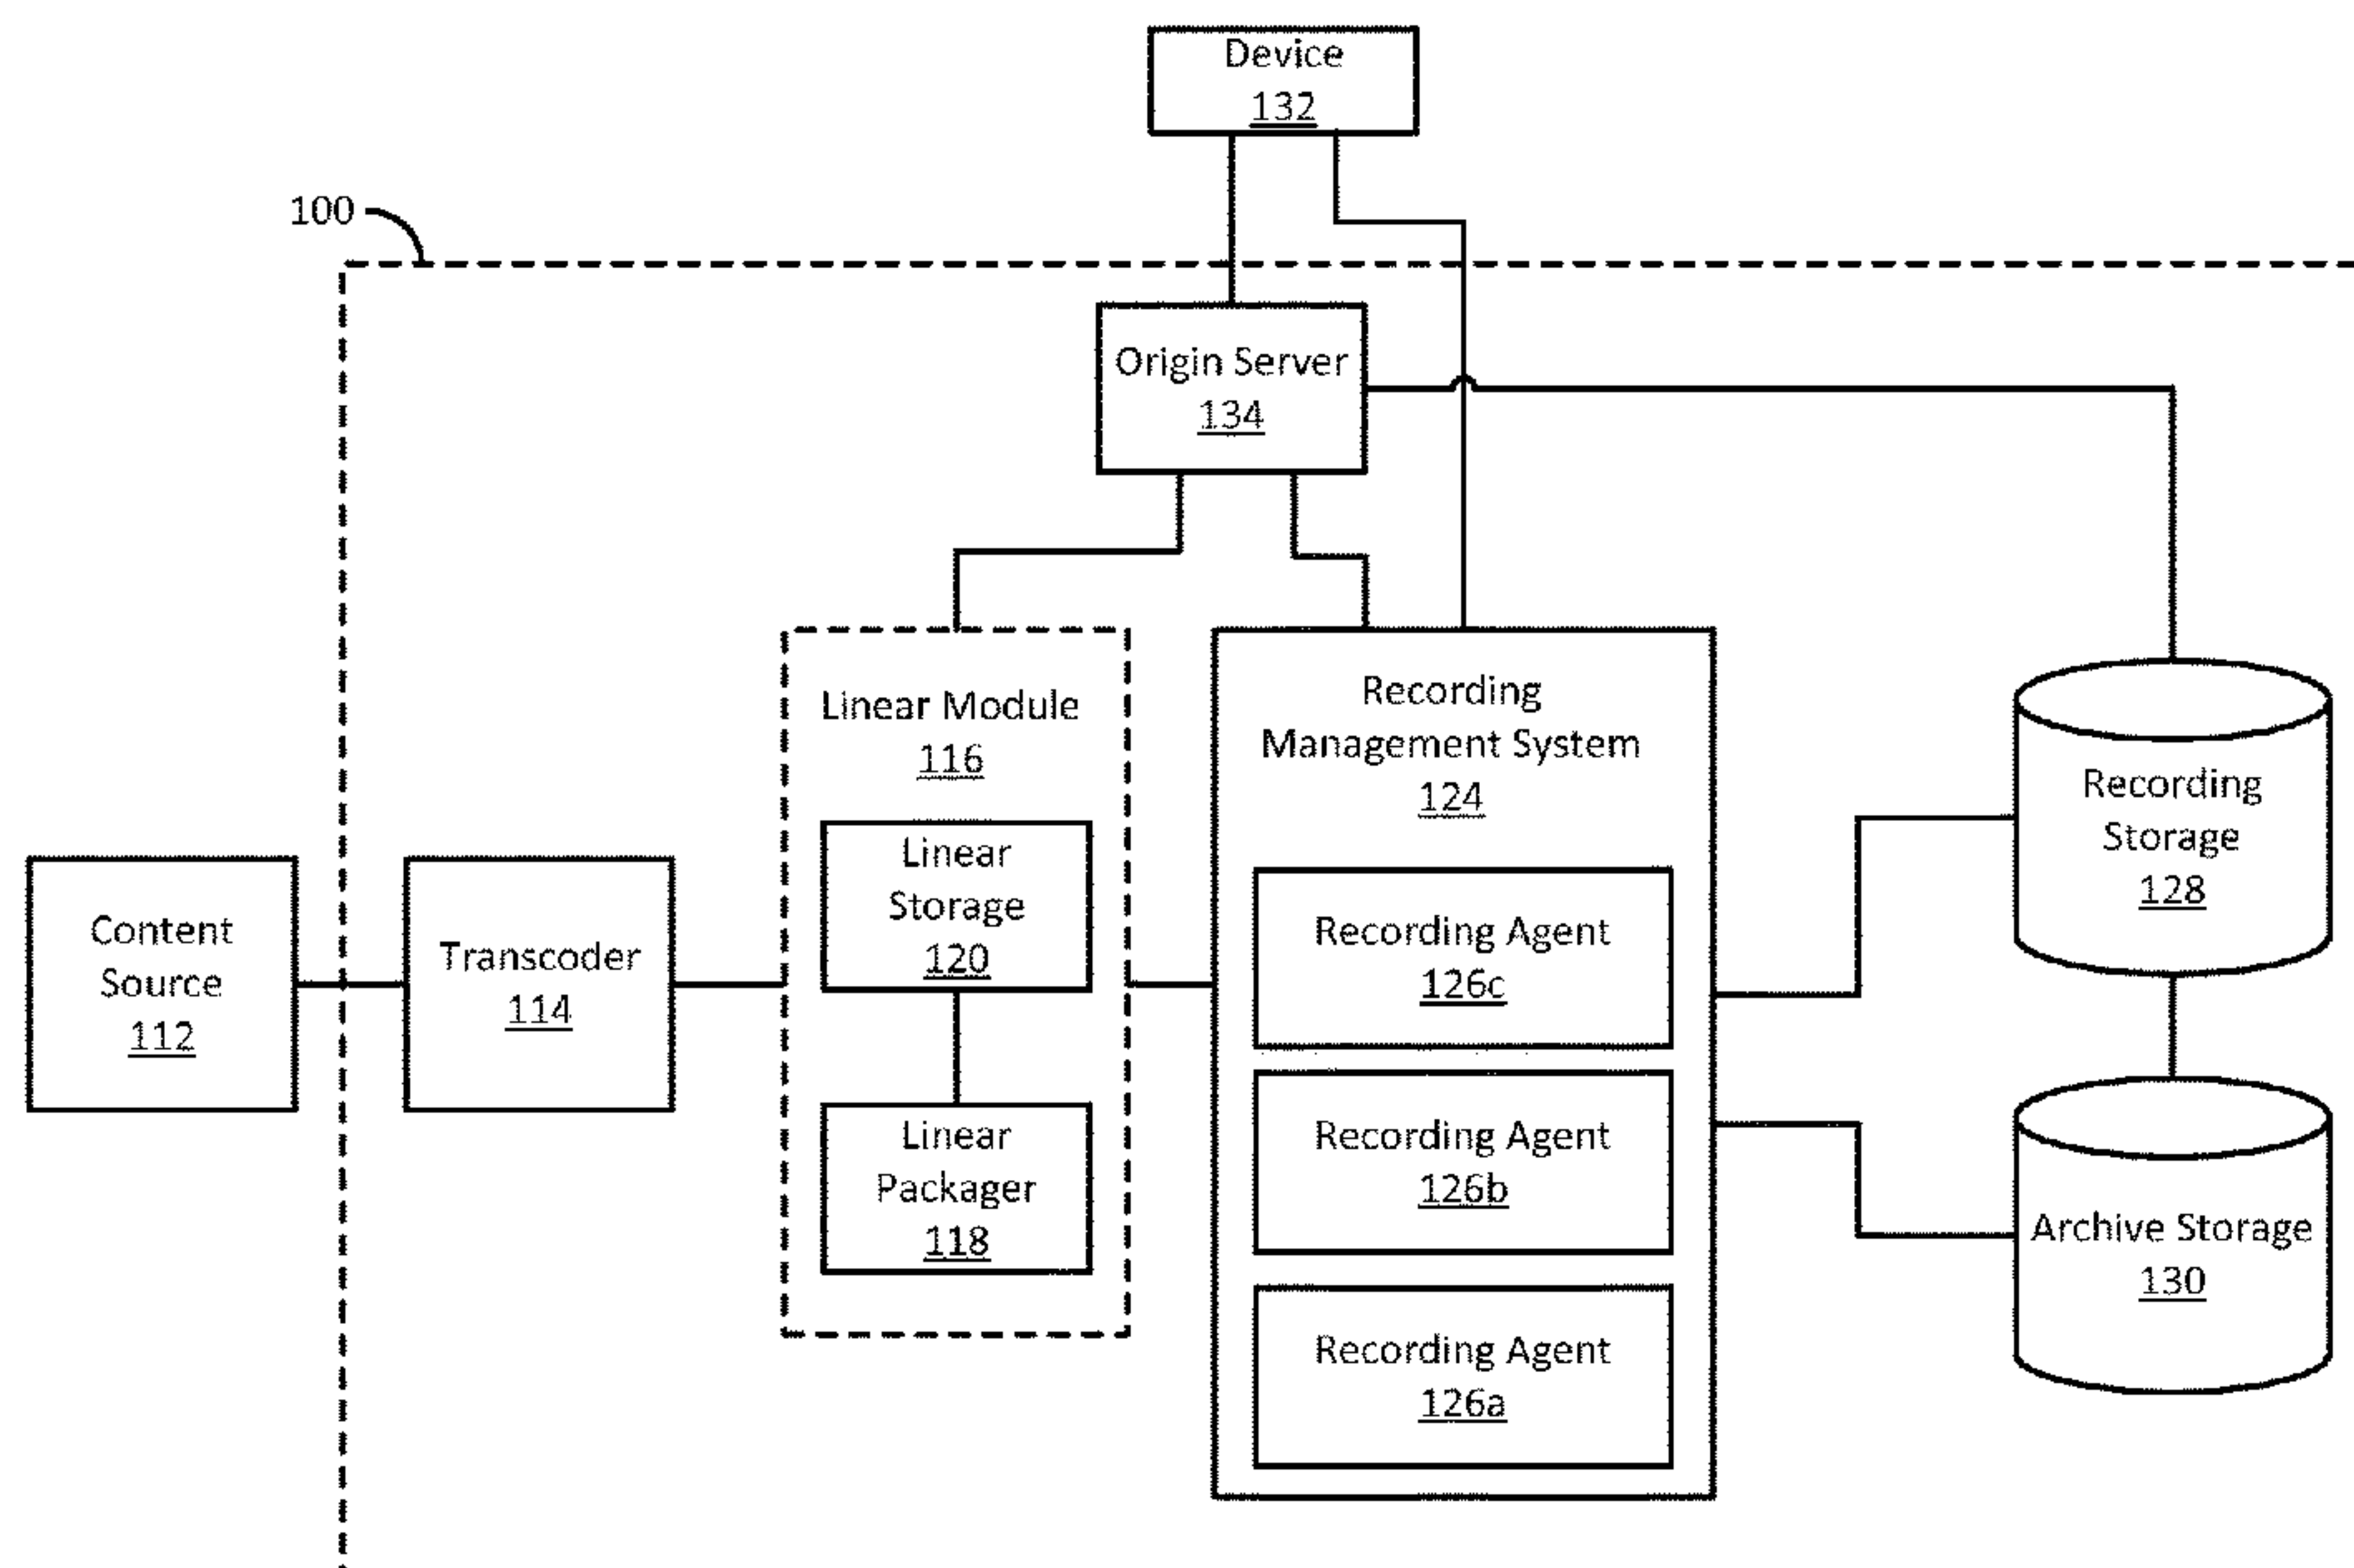 Device
132
100
Origin Server
134
Linear Module
116
Linear
Storage
120
Linear
Packager
118
Recording
Management System
124
Recording Agent
126c
Recording Agent
126b
Recording Agent
126a
Recording
Storage
128
Archive Storage
130
Content
Source
112
Transcoder
114